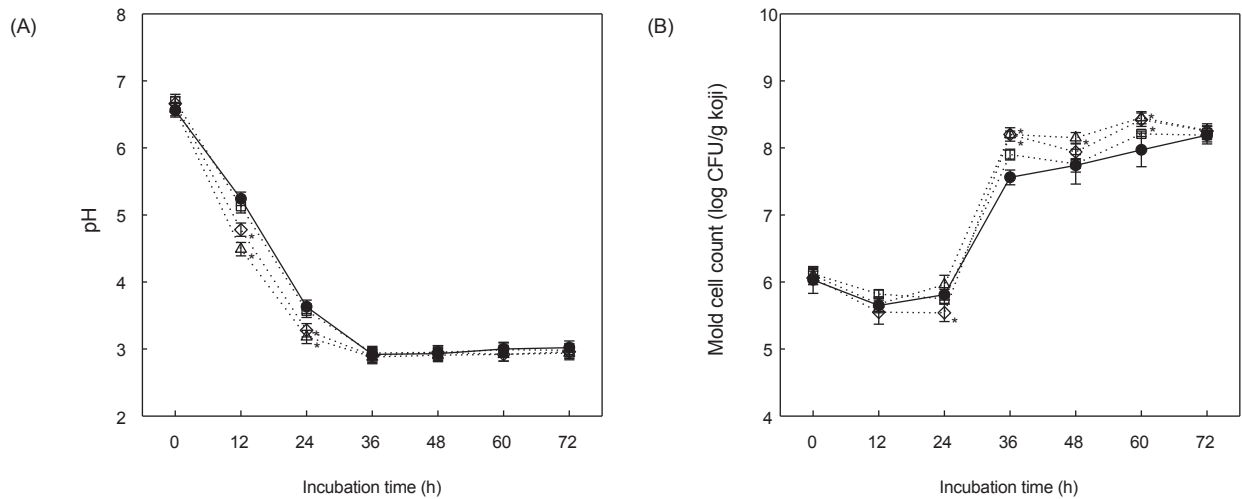 (A)
8
7
6
5
4
3
2
pH
0 12 24 36 48 60 72
Incubation time (h)
* * * *
(B)
10
9
8
7
6
5
4
Mold cell count (log CFU/g koji)
0 12 24 36 48 60 72
Incubation time (h)
* * * * * *